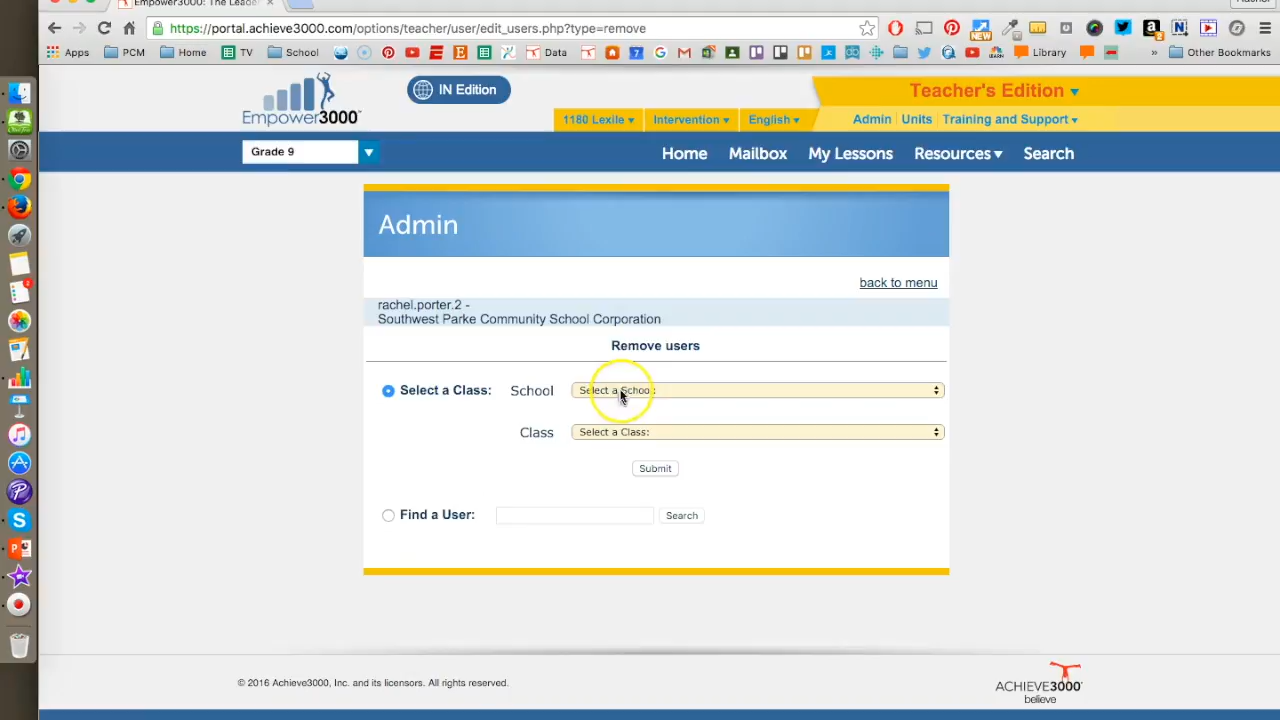 Empower3000: The Leader
https://portal.achieve3000.com/options/teacher/user/edit_users.php?type=remove
NEW
Apps PCM Home TV School Data Library » Other Bookmarks
Empower3000™
IN Edition
Teacher's Edition
1180 Lexile Intervention English Admin Units Training and Support
Grade 9
Home Mailbox My Lessons Resources Search
Admin
back to menu
rachel.porter.2 -
Southwest Parke Community School Corporation
Remove users
Select a Class: School Select a School:
Class Select a Class:
Submit
Find a User: Search
© 2016 Achieve3000, Inc. and its licensors. All rights reserved.
ACHIEVE3000
believe